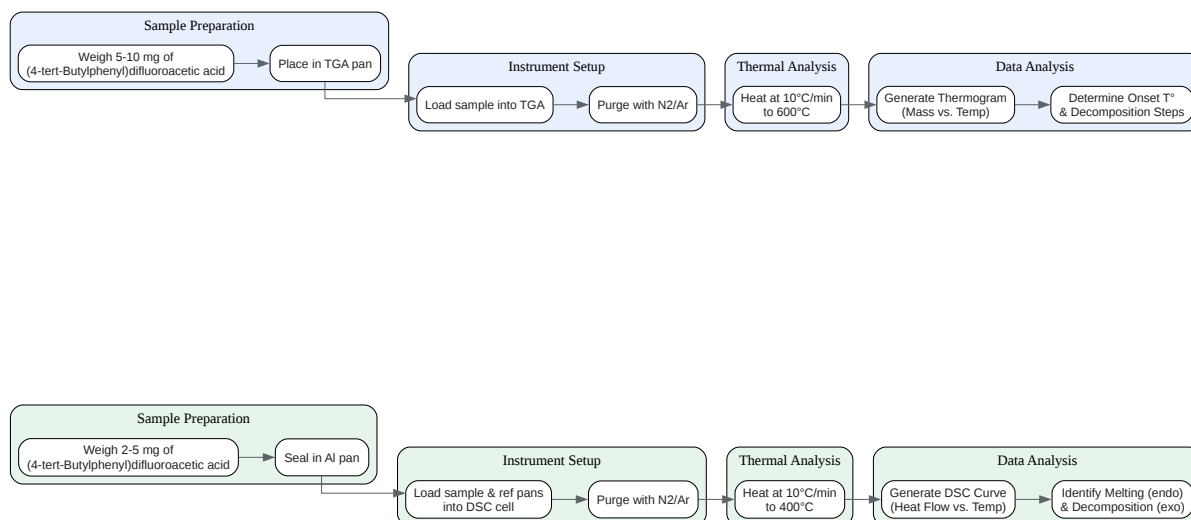 Sample Preparation
Weigh 5-10 mg of
(4-tert-Butylphenyl)difluoroacetic acid
Place in TGA pan
Instrument Setup
Load sample into TGA
Purge with N2/Ar
Thermal Analysis
Heat at 10°C/min
to 600°C
Data Analysis
Generate Thermogram
(Mass vs. Temp)
Determine Onset T°
& Decomposition Steps
Sample Preparation
Weigh 2-5 mg of
(4-tert-Butylphenyl)difluoroacetic acid
Seal in Al pan
Instrument Setup
Load sample & ref pans
into DSC cell
Purge with N2/Ar
Thermal Analysis
Heat at 10°C/min
to 400°C
Data Analysis
Generate DSC Curve
(Heat Flow vs. Temp)
Identify Melting (endo)
& Decomposition (exo)